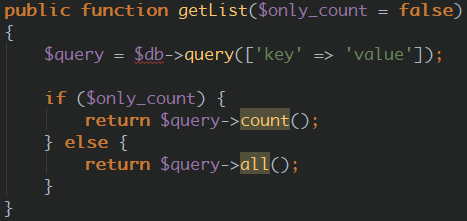 public function getList($only_count = false)
{
    $query = $db->query(['key' => 'value']);

    if ($only_count) {
        return $query->count();
    } else {
        return $query->all();
    }
}